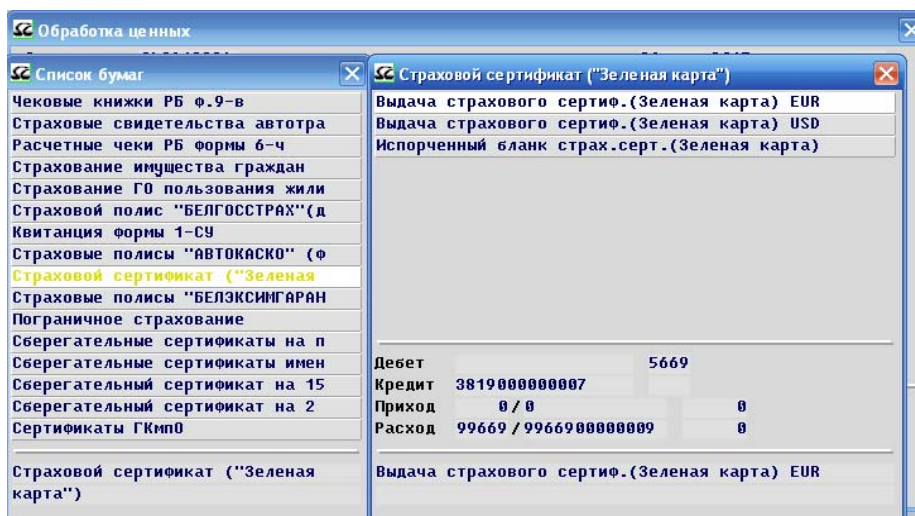 Обработка ценных
Список бумаг
Чековые книжки РБ ф.9-в
Страховые свидетельства автотра
Расчетные чеки РБ формы 6-ч
Страхование имущества граждан
Страхование ГО пользования жили
Страховой полис "БЕЛГОССТРАХ"(д
Квитанция формы 1-СУ
Страховые полисы "АВТОКАСКО" (ф
Страховой сертификат ("Зеленая
Страховые полисы "БЕЛЭКСИМГАРАН
Пограничное страхование
Сберегательные сертификаты на п
Сберегательные сертификаты имен
Сберегательный сертификат на 15
Сберегательный сертификат на 2
Сертификаты ГКмпО
Страховой сертификат ("Зеленая
карта")
Страховой сертификат ("Зеленая карта")
Выдача страхового сертиф.(Зеленая карта) EUR
Выдача страхового сертиф.(Зеленая карта) USD
Испорченный бланк страх.серт.(Зеленая карта)
Дебет 5669
Кредит 3819000000007
Приход 0/0 0
Расход 99669/9966900000009 0
Выдача страхового сертиф.(Зеленая карта) EUR